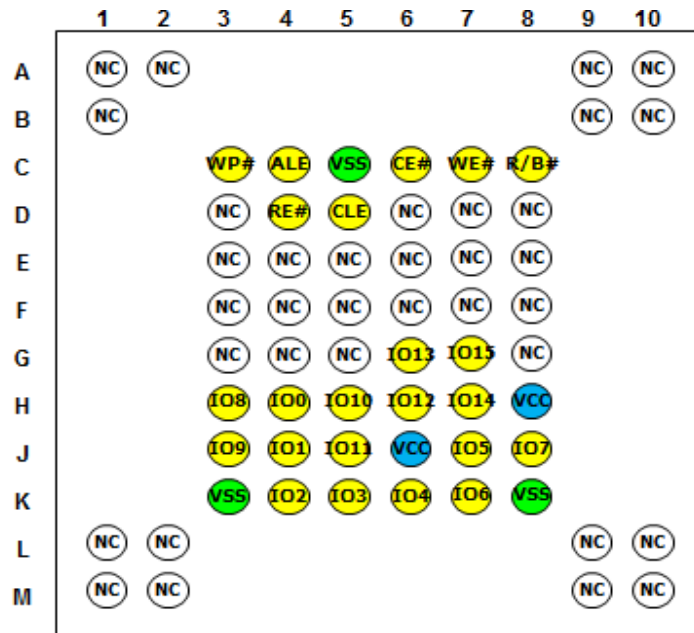 1 2 3 4 5 6 7 8 9 10
A NC NC NC NC
B NC NC NC
C WP# ALE VSS CE# WE# R/B#
D NC RE# CLE NC NC NC
E NC NC NC NC NC NC
F NC NC NC NC NC NC
G NC NC NC IO13 IO15 NC
H IO8 IO0 IO10 IO12 IO14 VCC
J IO9 IO1 IO11 VCC IO5 IO7
K VSS IO2 IO3 IO4 IO6 VSS
L NC NC NC NC
M NC NC NC NC